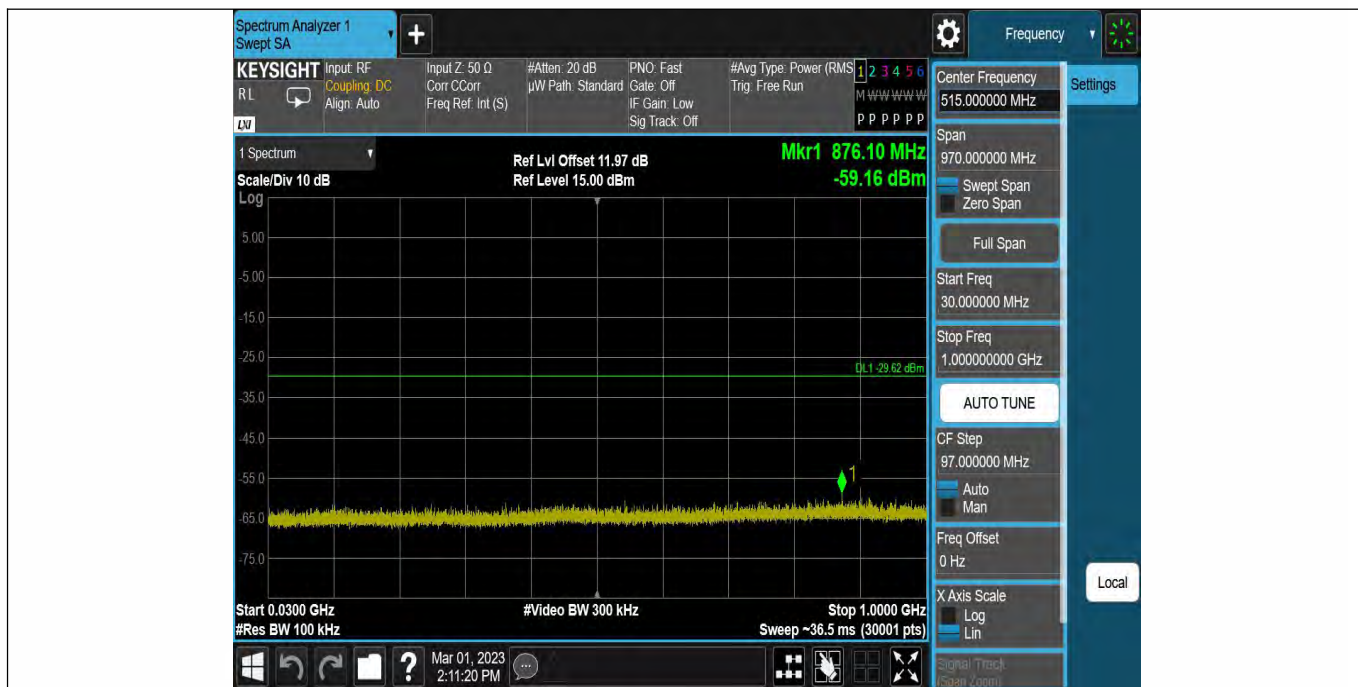 Spectrum Analyzer 1
Swept SA
+
Frequency
KEYSIGHT
RL
LXI
Input: RF
Coupling: DC
Align: Auto
Input Z: 50 Ω
Corr CCorr
Freq Ref: Int (S)
#Atten: 20 dB
µW Path: Standard
PNO: Fast
Gate: Off
IF Gain: Low
Sig Track: Off
#Avg Type: Power (RMS
Trig: Free Run
1 2 3 4 5 6
M W W W W W
P P P P P P
1 Spectrum
Scale/Div 10 dB
Log
Ref Lvl Offset 11.97 dB
Ref Level 15.00 dBm
Mkr1 876.10 MHz
-59.16 dBm
5.00
-5.00
-15.0
-25.0
DL1 -29.62 dBm
-35.0
-45.0
-55.0
1
-65.0
-75.0
Start 0.0300 GHz
#Res BW 100 kHz
#Video BW 300 kHz
Stop 1.0000 GHz
Sweep ~36.5 ms (30001 pts)
Center Frequency
515.000000 MHz
Settings
Span
970.000000 MHz
Swept Span
Zero Span
Full Span
Start Freq
30.000000 MHz
Stop Freq
1.000000000 GHz
AUTO TUNE
CF Step
97.000000 MHz
Auto
Man
Freq Offset
0 Hz
X Axis Scale
Log
Lin
Signal Track
(Span Zoom)
Local
?
Mar 01, 2023
2:11:20 PM